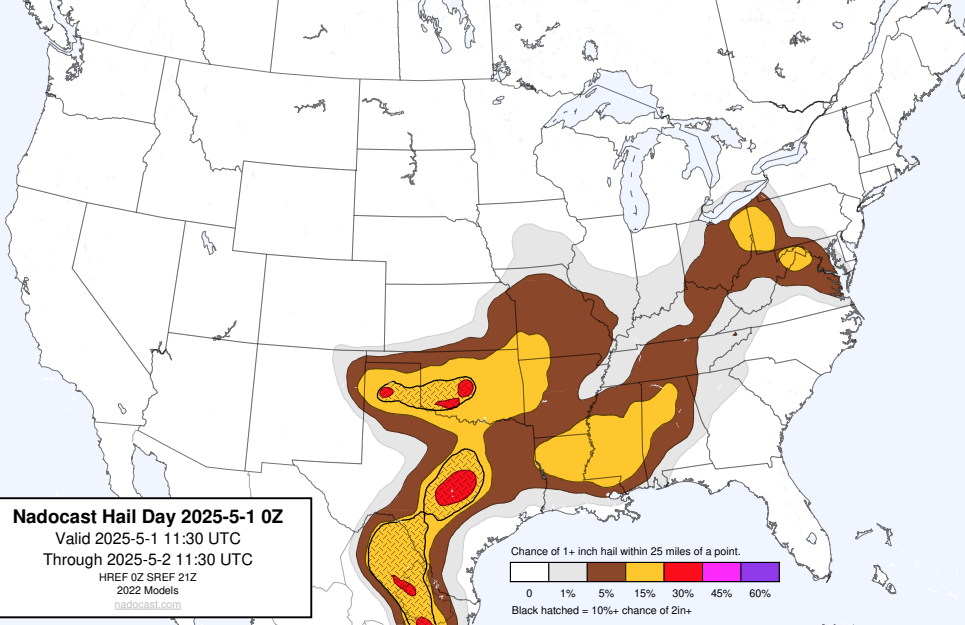 Nadocast Hail Day 2025-5-1 0Z
Valid 2025-5-1 11:30 UTC
Through 2025-5-2 11:30 UTC
HREF 0Z SREF 21Z
2022 Models
nadocast.com
Chance of 1+ inch hail within 25 miles of a point.
0 1% 5% 15% 30% 45% 60%
Black hatched = 10%+ chance of 2in+